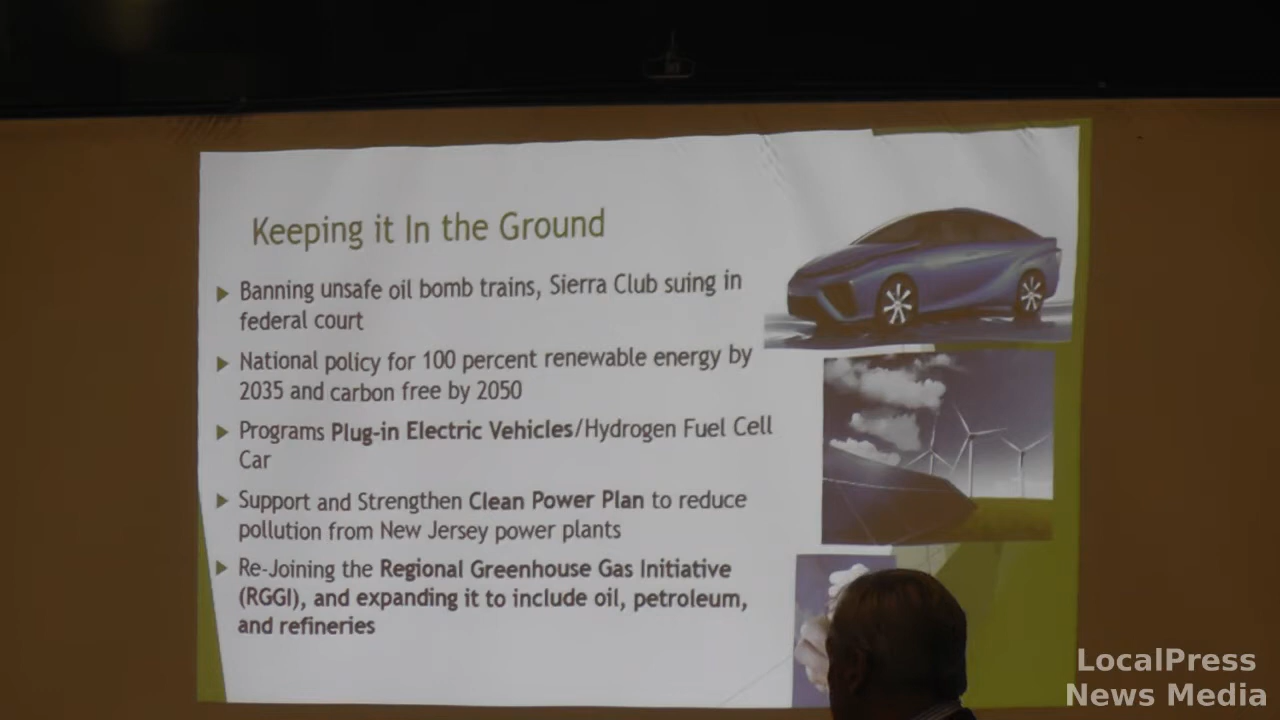 Keeping it In the Ground
Banning unsafe oil bomb trains, Sierra Club suing in
federal court
National policy for 100 percent renewable energy by
2035 and carbon free by 2050
Programs Plug-in Electric Vehicles/Hydrogen Fuel Cell
Car
Support and Strengthen Clean Power Plan to reduce
pollution from New Jersey power plants
Re-Joining the Regional Greenhouse Gas Initiative
(RGGI), and expanding it to include oil, petroleum,
and refineries
LocalPress
News Media